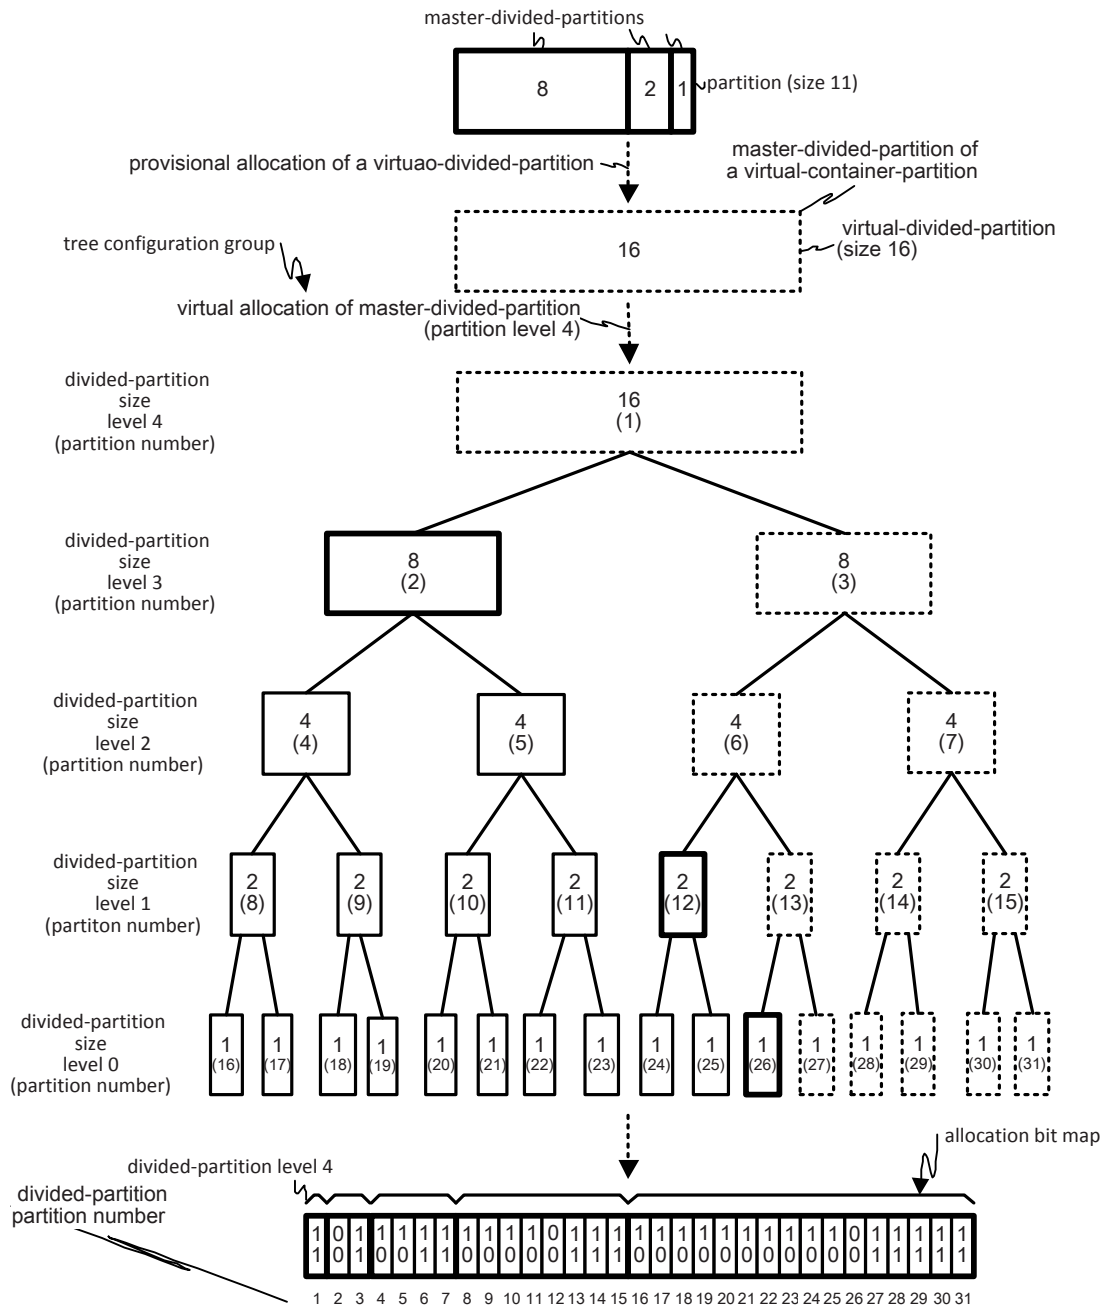 master-divided-partitions
8 2 1
partition (size 11)
provisional allocation of a virtuao-divided-partition
master-divided-partition of
a virtual-container-partition
tree configuration group
16
virtual-divided-partition
(size 16)
virtual allocation of master-divided-partition
(partition level 4)
divided-partition
size
level 4
(partition number)
16
(1)
divided-partition
size
level 3
(partition number)
8 8
(2) (3)
divided-partition
size
level 2
(partition number)
4 4 4 4
(4) (5) (6) (7)
divided-partition
size
level 1
(partiton number)
2 2 2 2 2 2 2 2
(8) (9) (10) (11) (12) (13) (14) (15)
divided-partition
size
level 0
(partition number)
1 1 1 1 1 1 1 1 1 1 1 1 1 1 1 1
(16) (17) (18) (19) (20) (21) (22) (23) (24) (25) (26) (27) (28) (29) (30) (31)
allocation bit map
divided-partition level 4
divided-partition
partition number
1 0 1 1 1 1 1 1 1 1 1 0 1 1 1 1 1 1 1 1 1 1 1 1 1 0 1 1 1 1 1
1 0 1 0 0 1 1 0 0 0 0 0 1 1 1 0 0 0 0 0 0 0 0 0 0 0 1 1 1 1 1
1 2 3 4 5 6 7 8 9 10 11 12 13 14 15 16 17 18 19 20 21 22 23 24 25 26 27 28 29 30 31